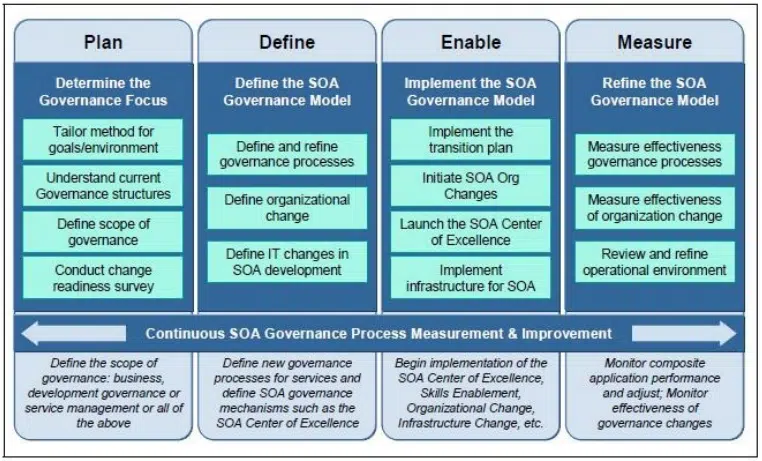 Plan
Determine the
Governance Focus
Tailor method for
goals/environment
Understand current
Governance structures
Define scope of
governance
Conduct change
readiness survey
Define
Define the SOA
Governance Model
Define and refine
governance processes
Define organizational
change
Define IT changes in
SOA development
Enable
Implement the SOA
Governance Model
Implement the
transition plan
Initiate SOA Org
Changes
Launch the SOA Center
of Excellence
Implement
infrastructure for SOA
Measure
Refine the SOA
Governance Model
Measure effectiveness
governance processes
Measure effectiveness
of organization change
Review and refine
operational environment
Continuous SOA Governance Process Measurement & Improvement
Define the scope of
governance: business,
development governance or
service management or all of
the above
Define new governance
processes for services and
define SOA governance
mechanisms such as the
SOA Center of Excellence
Begin implementation of the
SOA Center of Excellence,
Skills Enablement,
Organizational Change,
Infrastructure Change, etc.
Monitor composite
application performance
and adjust; Monitor
effectiveness of
governance changes